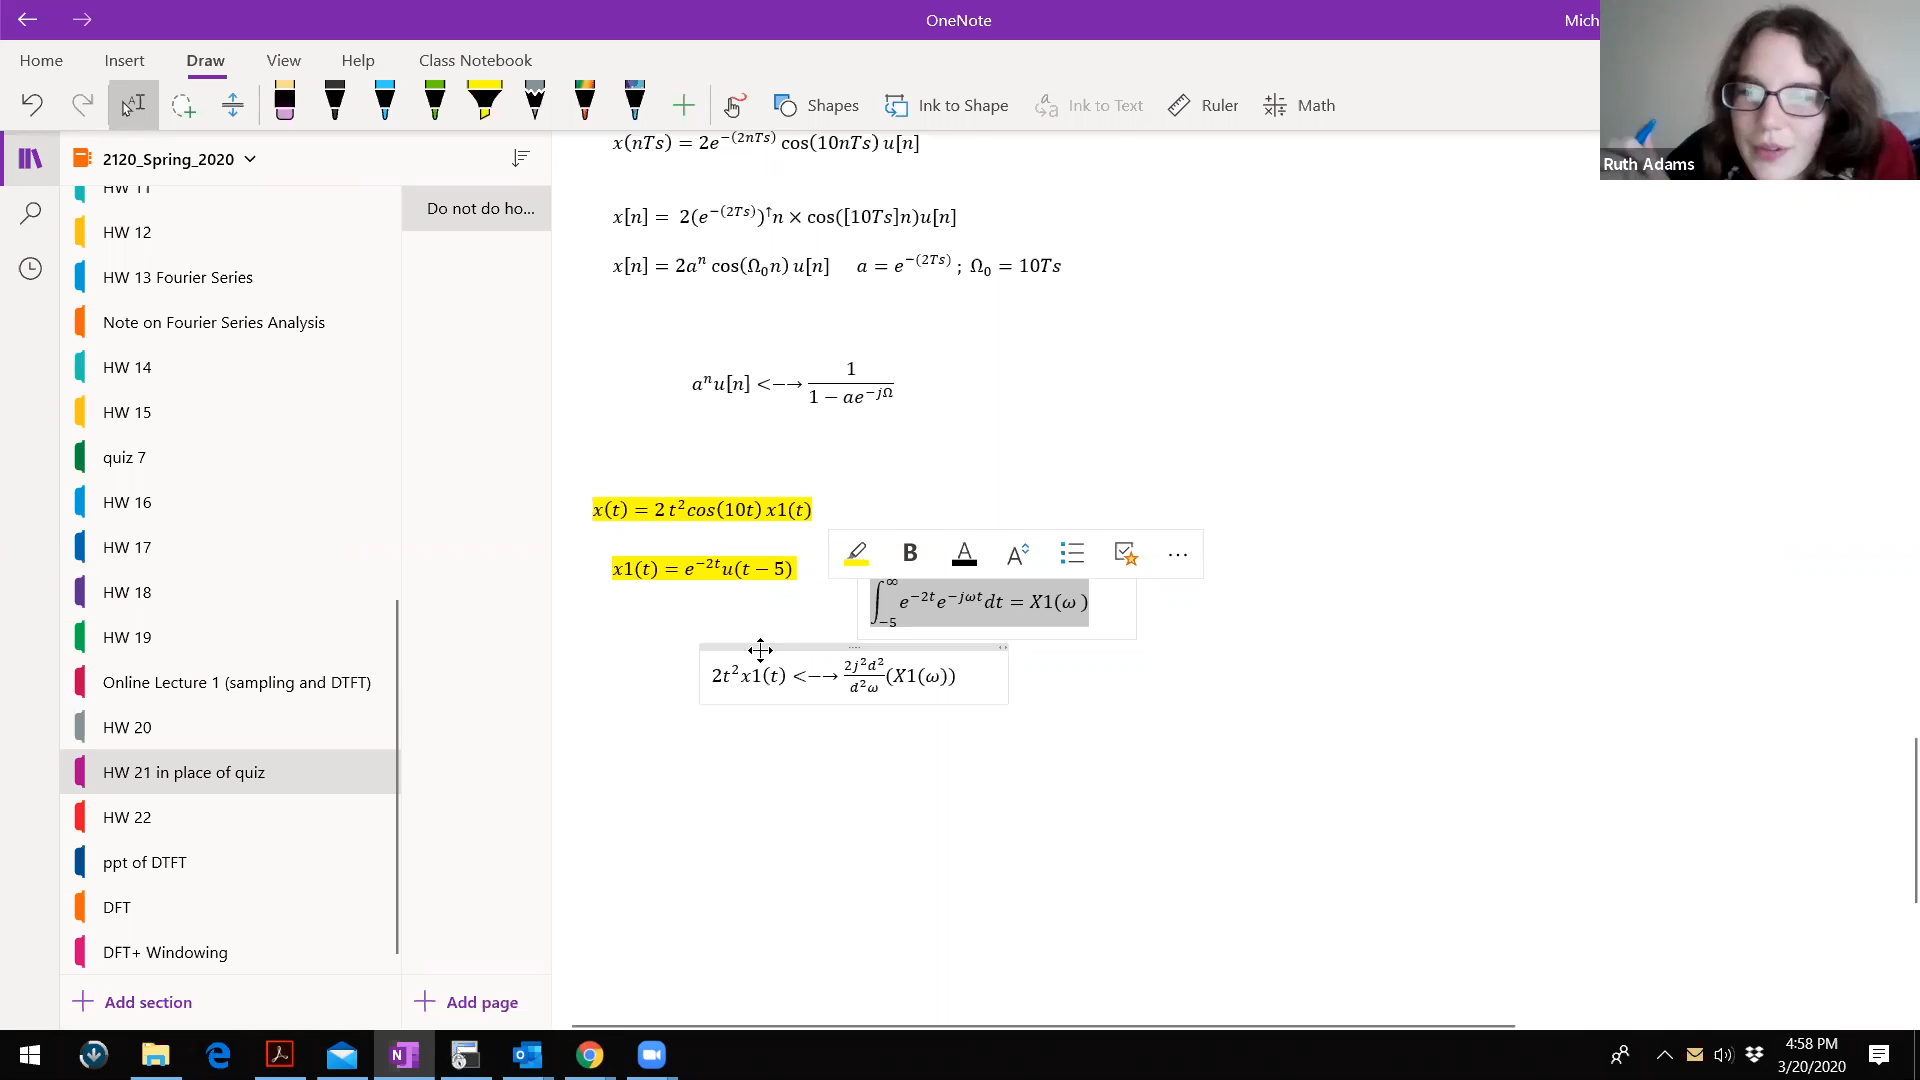 OneNote
Mich
Home Insert Draw View Help Class Notebook
Shapes Ink to Shape Ink to Text Ruler Math
Ruth Adams
2120_Spring_2020
HW 11
HW 12
HW 13 Fourier Series
Note on Fourier Series Analysis
HW 14
HW 15
quiz 7
HW 16
HW 17
HW 18
HW 19
Online Lecture 1 (sampling and DTFT)
HW 20
HW 21 in place of quiz
HW 22
ppt of DTFT
DFT
DFT+ Windowing
Add section
Do not do ho...
Add page
x(nTs) = 2e^{-(2nTs)} cos(10nTs) u[n]
x[n] = 2(e^{-(2Ts)})^↑n × cos([10Ts]n)u[n]
x[n] = 2aⁿ cos(Ω₀n) u[n] a = e^{-(2Ts)} ; Ω₀ = 10Ts
aⁿu[n] <−→ 1/(1 − ae^{-jΩ})
x(t) = 2 t²cos(10t) x1(t)
x1(t) = e^{-2t}u(t − 5)
B A A ...
∫_{-5}^{∞} e^{-2t}e^{-jωt}dt = X1(ω )
2t²x1(t) <−→ 2j²d²/d²ω (X1(ω))
4:58 PM
3/20/2020